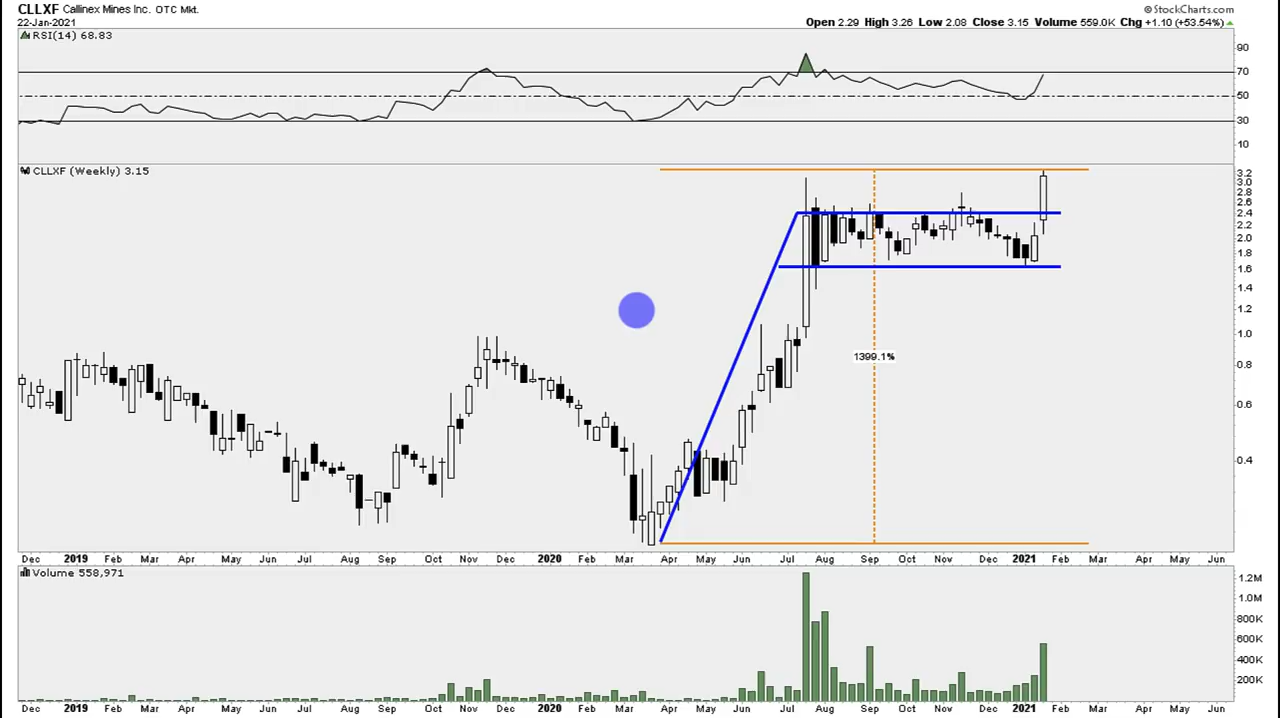 CLLXF Callinex Mines Inc. OTC Mkt. ©StockCharts.com
22-Jan-2021 Open 2.29 High 3.26 Low 2.08 Close 3.15 Volume 559.0K Chg +1.10 (+53.54%)
RSI(14) 68.83
90
70
50
30
10
CLLXF (Weekly) 3.15
3.2
3.0
2.8
2.6
2.4
2.2
2.0
1.8
1.6
1.4
1.2
1.0
1399.1%
0.8
0.6
0.4
Dec 2019 Feb Mar Apr May Jun Jul Aug Sep Oct Nov Dec 2020 Feb Mar Apr May Jun Jul Aug Sep Oct Nov Dec 2021 Feb Mar Apr May Jun
Volume 558,971
1.2M
1.0M
800K
600K
400K
200K
Dec 2019 Feb Mar Apr May Jun Jul Aug Sep Oct Nov Dec 2020 Feb Mar Apr May Jun Jul Aug Sep Oct Nov Dec 2021 Feb Mar Apr May Jun